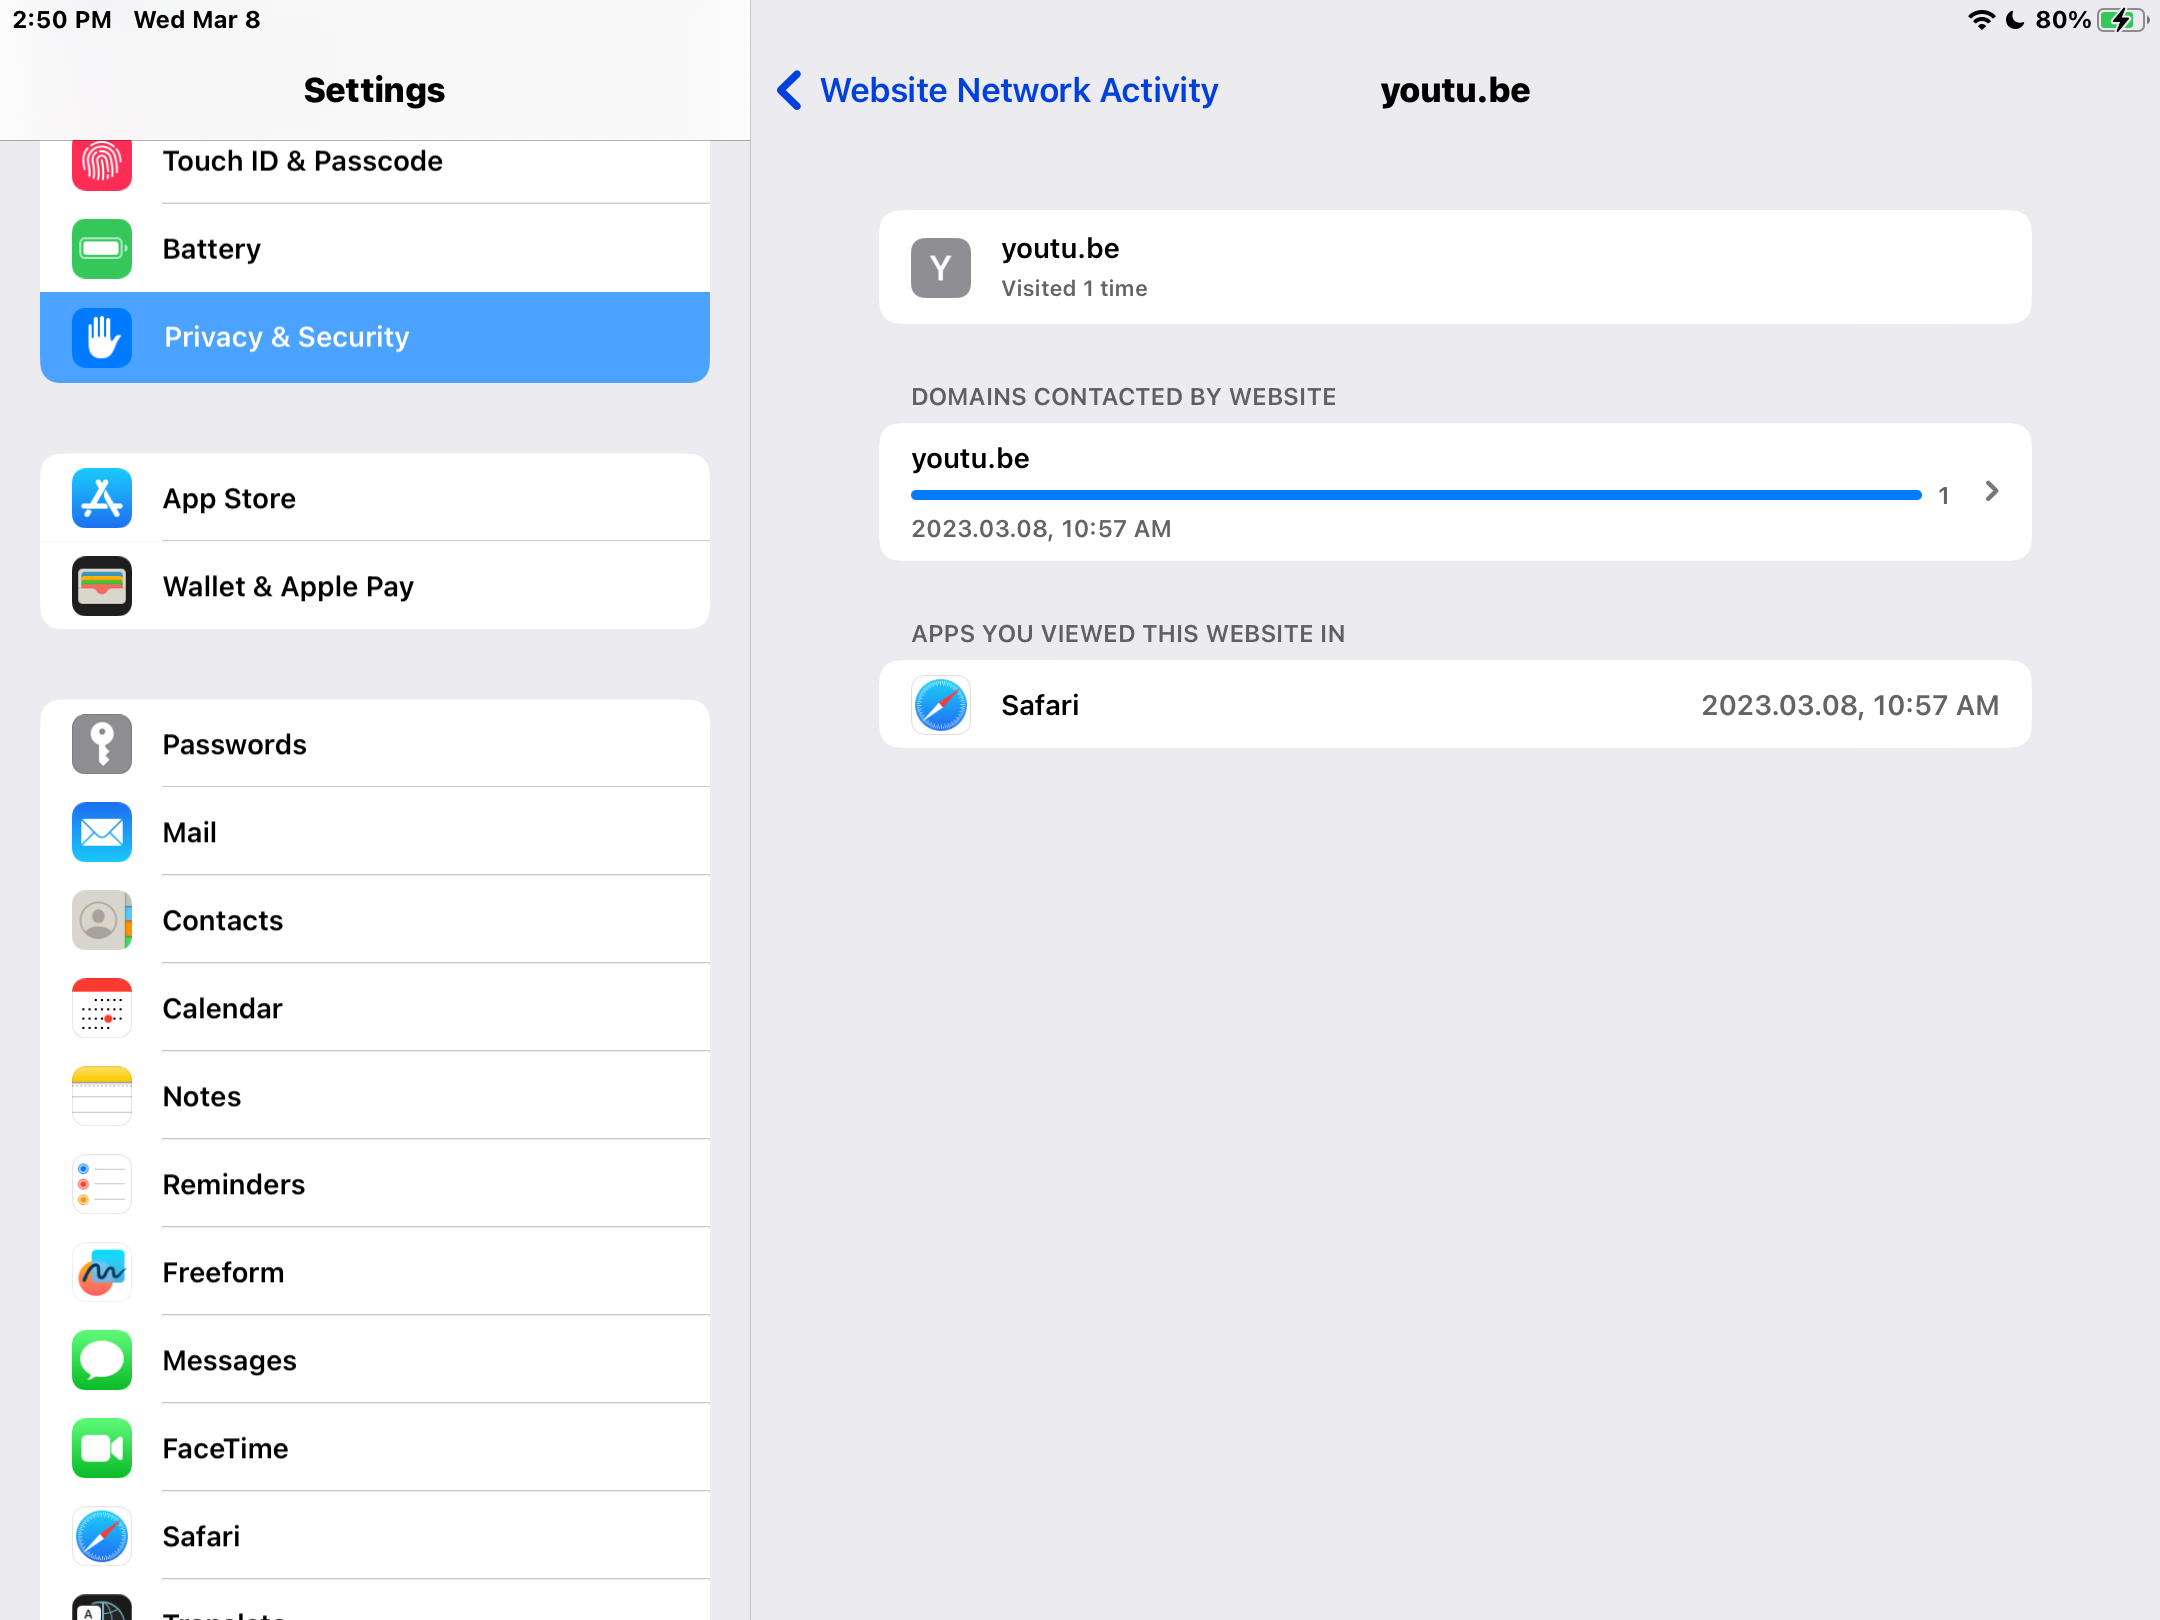 2:50 PM Wed Mar 8
80%
Settings
Touch ID & Passcode
Battery
Privacy & Security
App Store
Wallet & Apple Pay
Passwords
Mail
Contacts
Calendar
Notes
Reminders
Freeform
Messages
FaceTime
Safari
Translate
Website Network Activity
youtu.be
Y
youtu.be
Visited 1 time
DOMAINS CONTACTED BY WEBSITE
youtu.be
1
2023.03.08, 10:57 AM
APPS YOU VIEWED THIS WEBSITE IN
Safari
2023.03.08, 10:57 AM